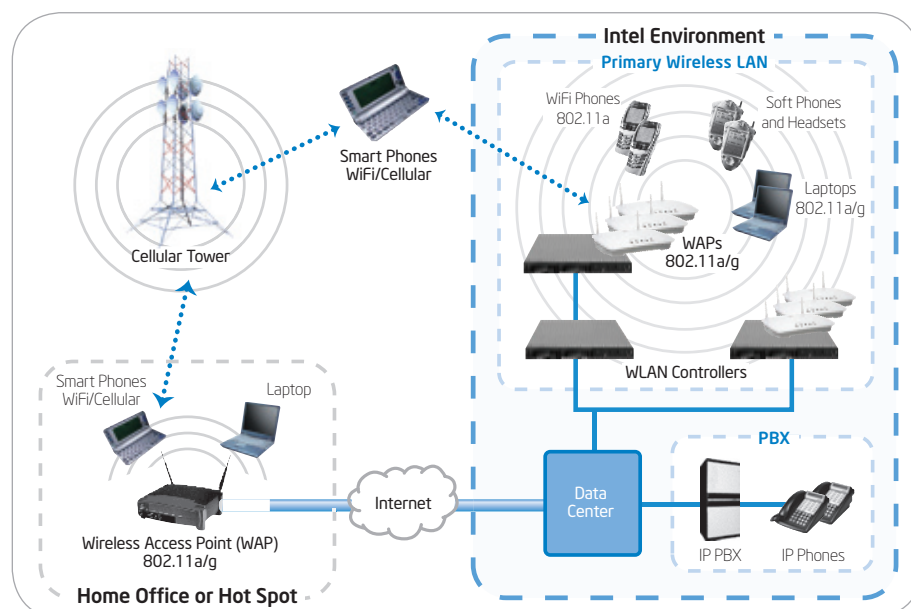 Intel Environment
Primary Wireless LAN
WiFi Phones
802.11a
Soft Phones
and Headsets
Smart Phones
WiFi/Cellular
Laptops
802.11a/g
WAPs
802.11a/g
Cellular Tower
WLAN Controllers
Smart Phones
WiFi/Cellular
Laptop
PBX
Internet
Data
Center
Wireless Access Point (WAP)
802.11a/g
IP PBX
IP Phones
Home Office or Hot Spot